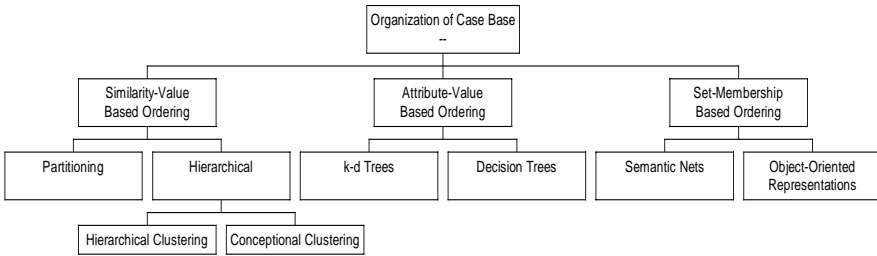 Organization of Case Base
--
Similarity-Value
Based Ordering
Attribute-Value
Based Ordering
Set-Membership
Based Ordering
Partitioning
Hierarchical
k-d Trees
Decision Trees
Semantic Nets
Object-Oriented
Representations
Hierarchical Clustering
Conceptional Clustering